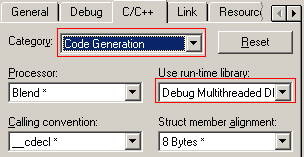 General Debug C/C++ Link Resourc
Category: Code Generation Reset
Processor: Use run-time library:
Blend * Debug Multithreaded Dl
Calling convention: Struct member alignment:
__cdecl * 8 Bytes *